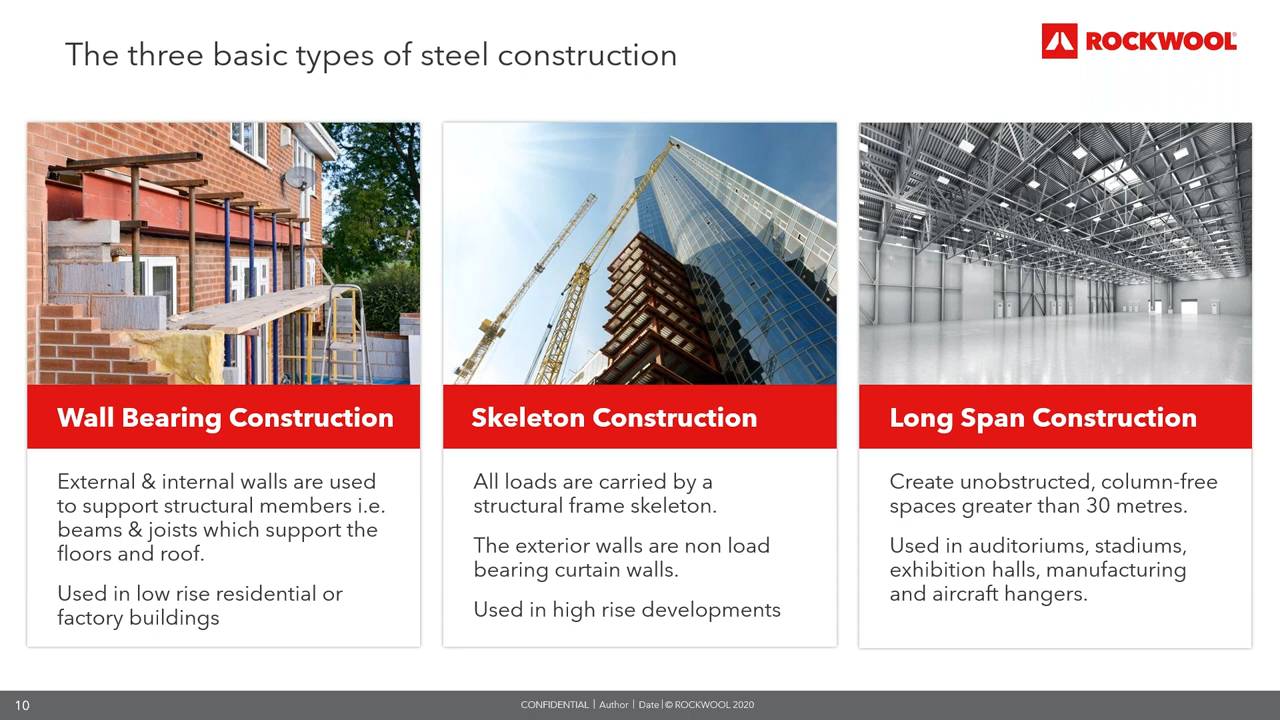 The three basic types of steel construction
ROCKWOOL
Wall Bearing Construction
External & internal walls are used
to support structural members i.e.
beams & joists which support the
floors and roof.
Used in low rise residential or
factory buildings
Skeleton Construction
All loads are carried by a
structural frame skeleton.
The exterior walls are non load
bearing curtain walls.
Used in high rise developments
Long Span Construction
Create unobstructed, column-free
spaces greater than 30 metres.
Used in auditoriums, stadiums,
exhibition halls, manufacturing
and aircraft hangers.
10
CONFIDENTIAL | Author | Date | © ROCKWOOL 2020